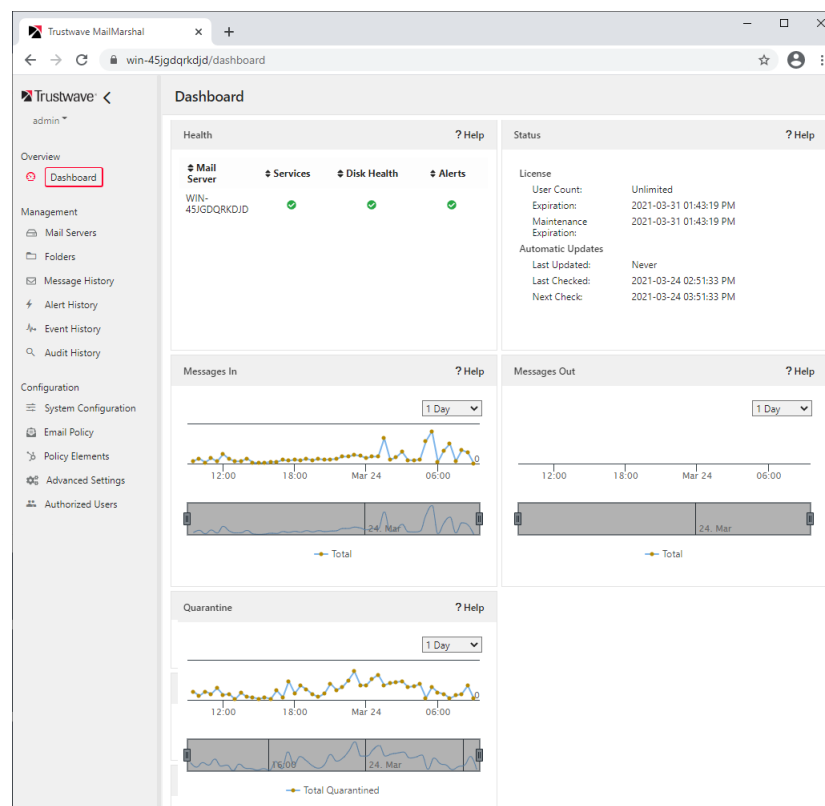 Trustwave MailMarshal
win-45jgdqrkdjd/dashboard
Trustwave
admin
Overview
Dashboard
Management
Mail Servers
Folders
Message History
Alert History
Event History
Audit History
Configuration
System Configuration
Email Policy
Policy Elements
Advanced Settings
Authorized Users
Dashboard
Health ? Help
Mail Server Services Disk Health Alerts
WIN-
45JGDQRKDJD
Status ? Help
License
User Count: Unlimited
Expiration: 2021-03-31 01:43:19 PM
Maintenance Expiration: 2021-03-31 01:43:19 PM
Automatic Updates
Last Updated: Never
Last Checked: 2021-03-24 02:51:33 PM
Next Check: 2021-03-24 03:51:33 PM
Messages In ? Help
1 Day
0
12:00 18:00 Mar 24 06:00
24. Mar
Total
Messages Out ? Help
1 Day
12:00 18:00 Mar 24 06:00
24. Mar
Total
Quarantine ? Help
1 Day
0
12:00 18:00 Mar 24 06:00
16:00 24. Mar
Total Quarantined